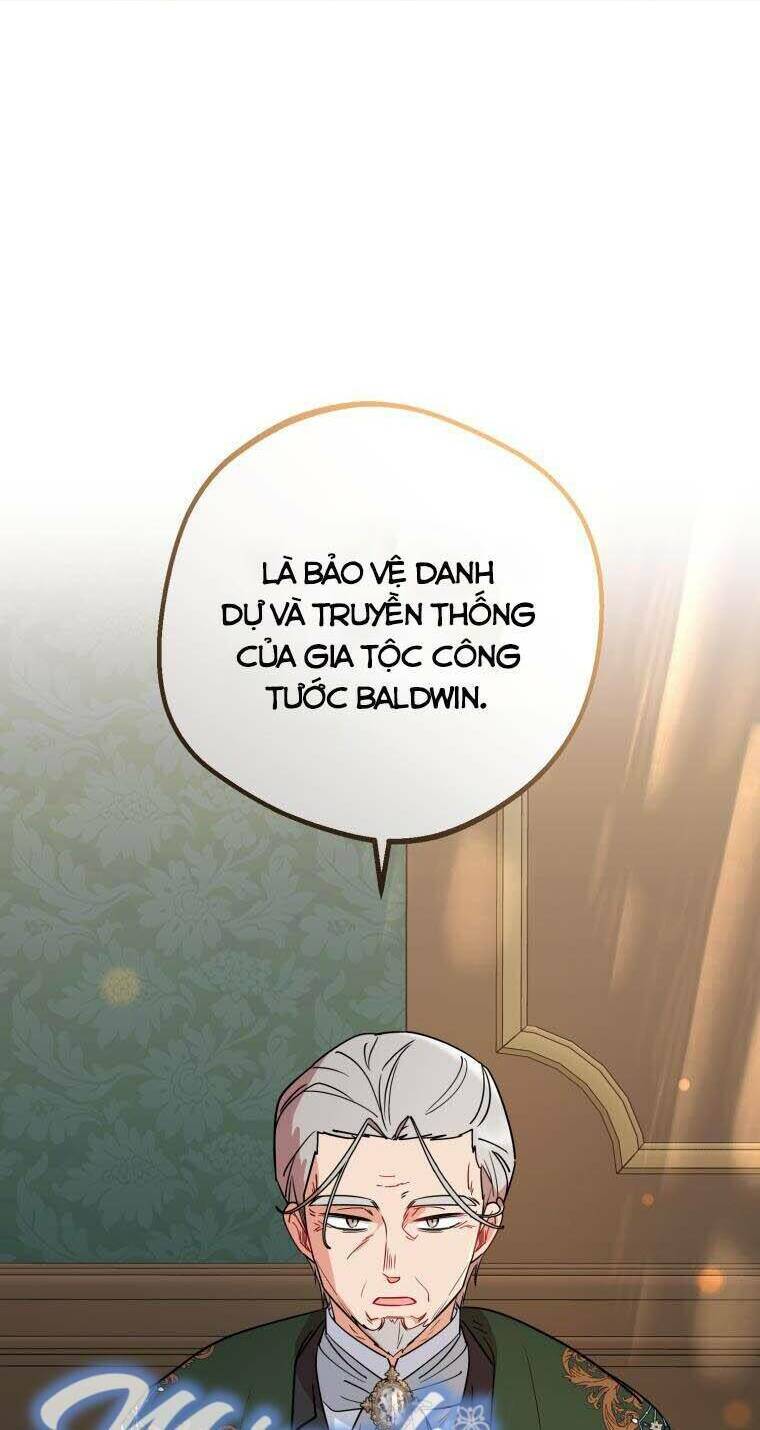 LÀ BẢO VỆ DANH
DỰ VÀ TRUYỀN THỐNG
CỦA GIA TỘC CÔNG
TƯỚC BALDWIN.